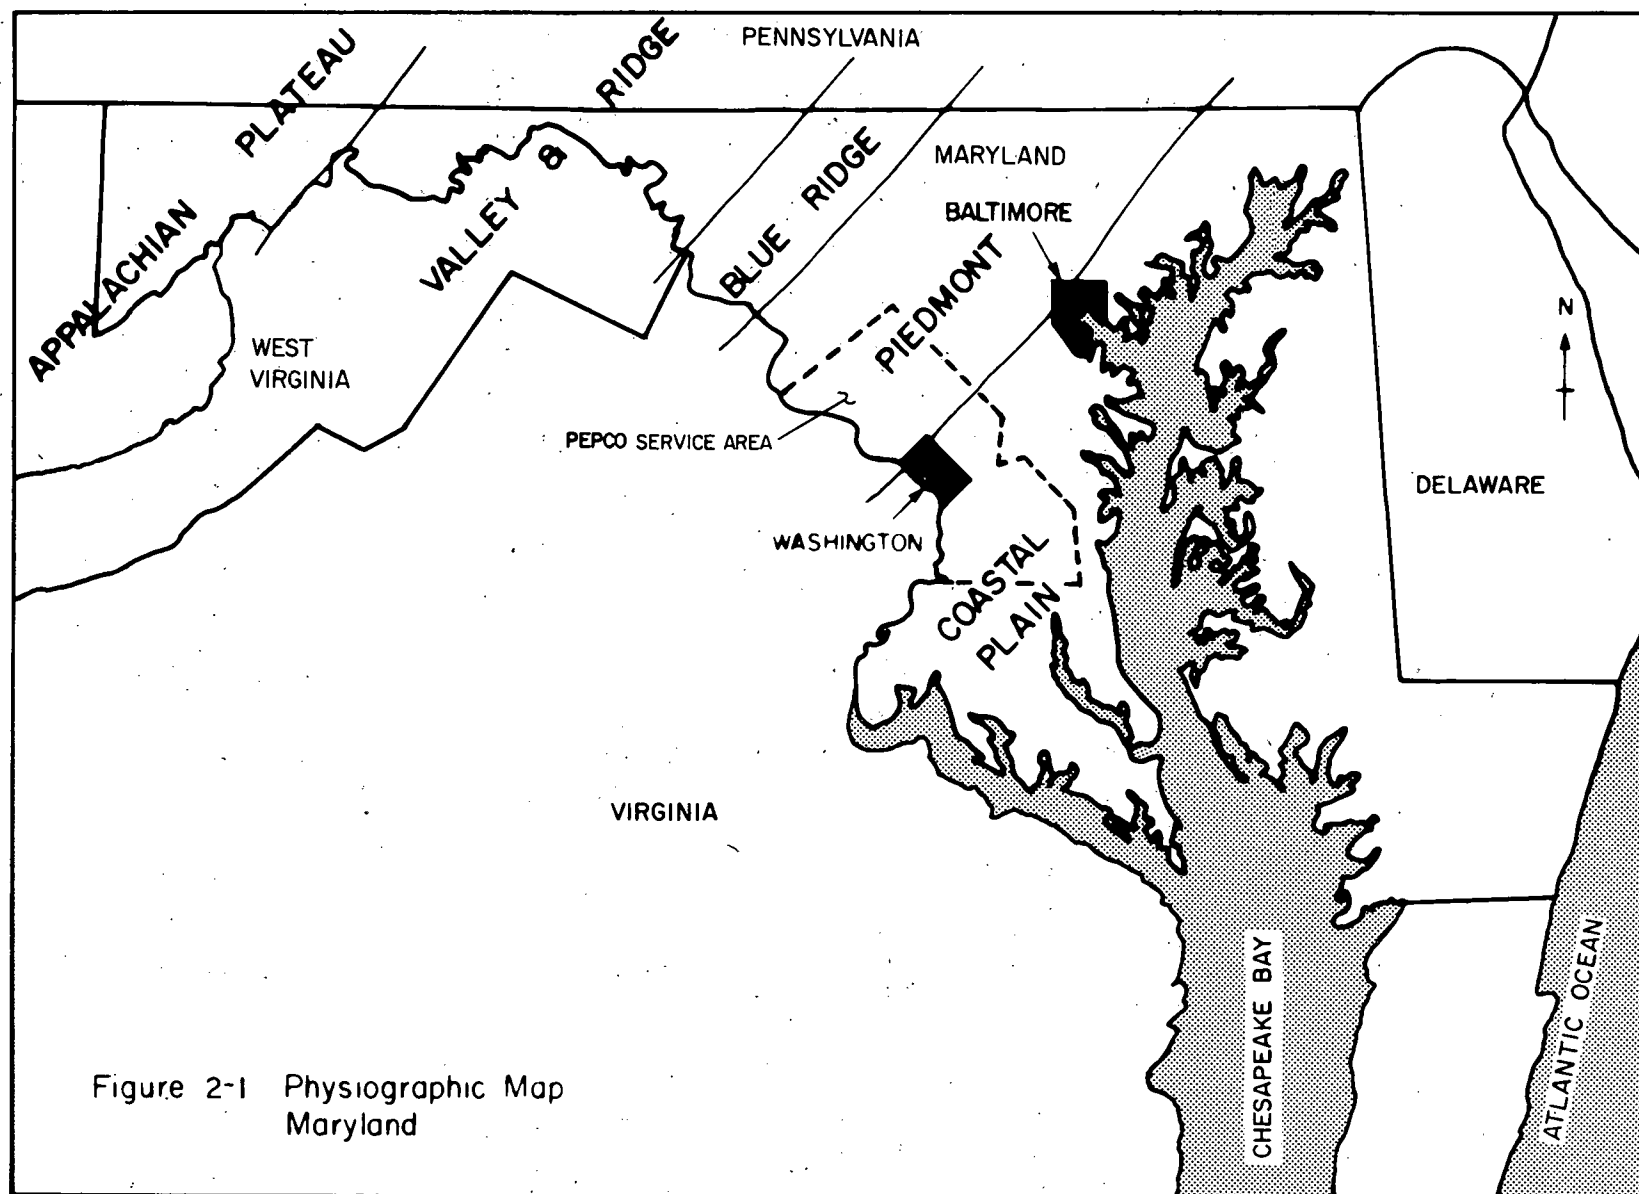 PENNSYLVANIA
APPALACHIAN PLATEAU
VALLEY & RIDGE
BLUE RIDGE
MARYLAND
BALTIMORE
PIEDMONT
N
WEST
VIRGINIA
PEPCO SERVICE AREA
DELAWARE
WASHINGTON
COASTAL
PLAIN
VIRGINIA
CHESAPEAKE BAY
ATLANTIC OCEAN
Figure 2-1 Physiographic Map
Maryland